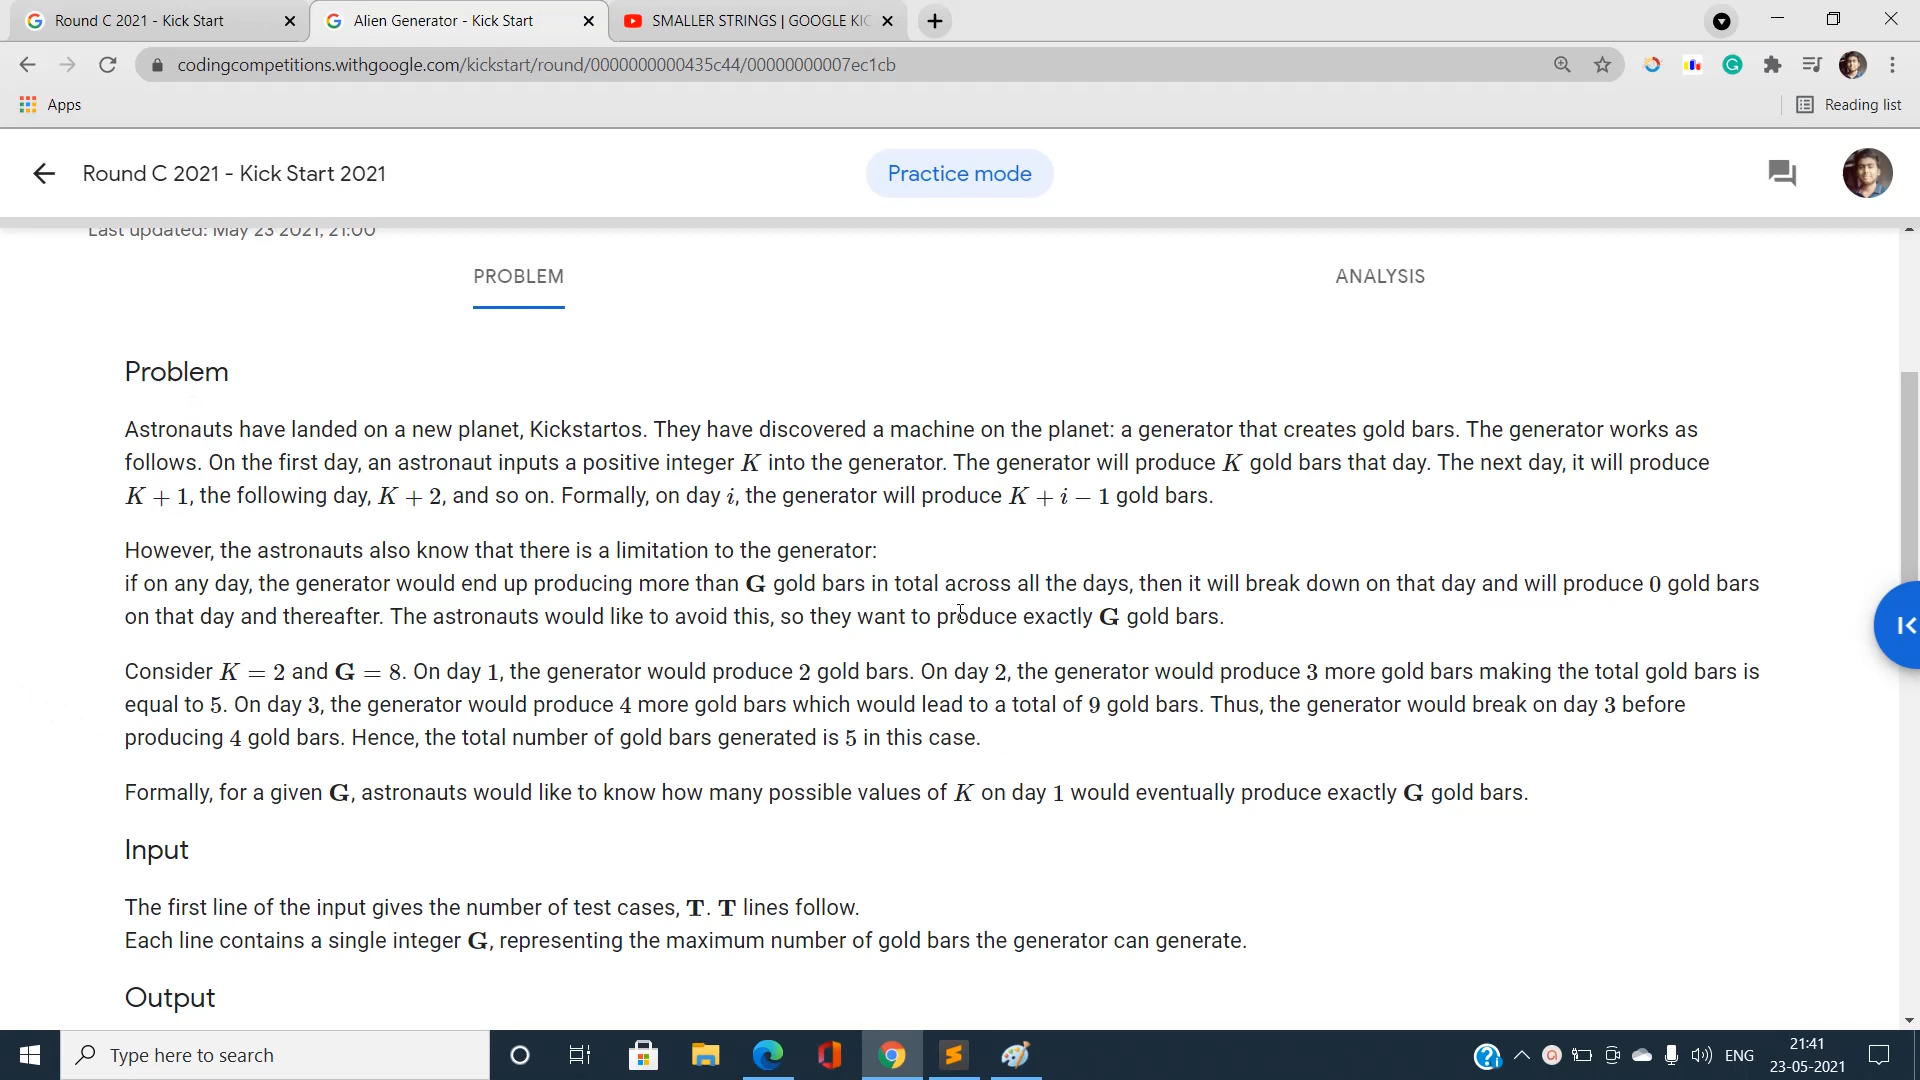 Round C 2021 - Kick Start
Alien Generator - Kick Start
SMALLER STRINGS | GOOGLE KIC
codingcompetitions.withgoogle.com/kickstart/round/0000000000435c44/00000000007ec1cb
Apps
Reading list
Round C 2021 - Kick Start 2021
Practice mode
Last updated: May 23 2021, 21:00
PROBLEM
ANALYSIS
Problem
Astronauts have landed on a new planet, Kickstartos. They have discovered a machine on the planet: a generator that creates gold bars. The generator works as
follows. On the first day, an astronaut inputs a positive integer K into the generator. The generator will produce K gold bars that day. The next day, it will produce
K + 1, the following day, K + 2, and so on. Formally, on day i, the generator will produce K + i − 1 gold bars.
However, the astronauts also know that there is a limitation to the generator:
if on any day, the generator would end up producing more than G gold bars in total across all the days, then it will break down on that day and will produce 0 gold bars
on that day and thereafter. The astronauts would like to avoid this, so they want to produce exactly G gold bars.
Consider K = 2 and G = 8. On day 1, the generator would produce 2 gold bars. On day 2, the generator would produce 3 more gold bars making the total gold bars is
equal to 5. On day 3, the generator would produce 4 more gold bars which would lead to a total of 9 gold bars. Thus, the generator would break on day 3 before
producing 4 gold bars. Hence, the total number of gold bars generated is 5 in this case.
Formally, for a given G, astronauts would like to know how many possible values of K on day 1 would eventually produce exactly G gold bars.
Input
The first line of the input gives the number of test cases, T. T lines follow.
Each line contains a single integer G, representing the maximum number of gold bars the generator can generate.
Output
Type here to search
ENG
21:41
23-05-2021